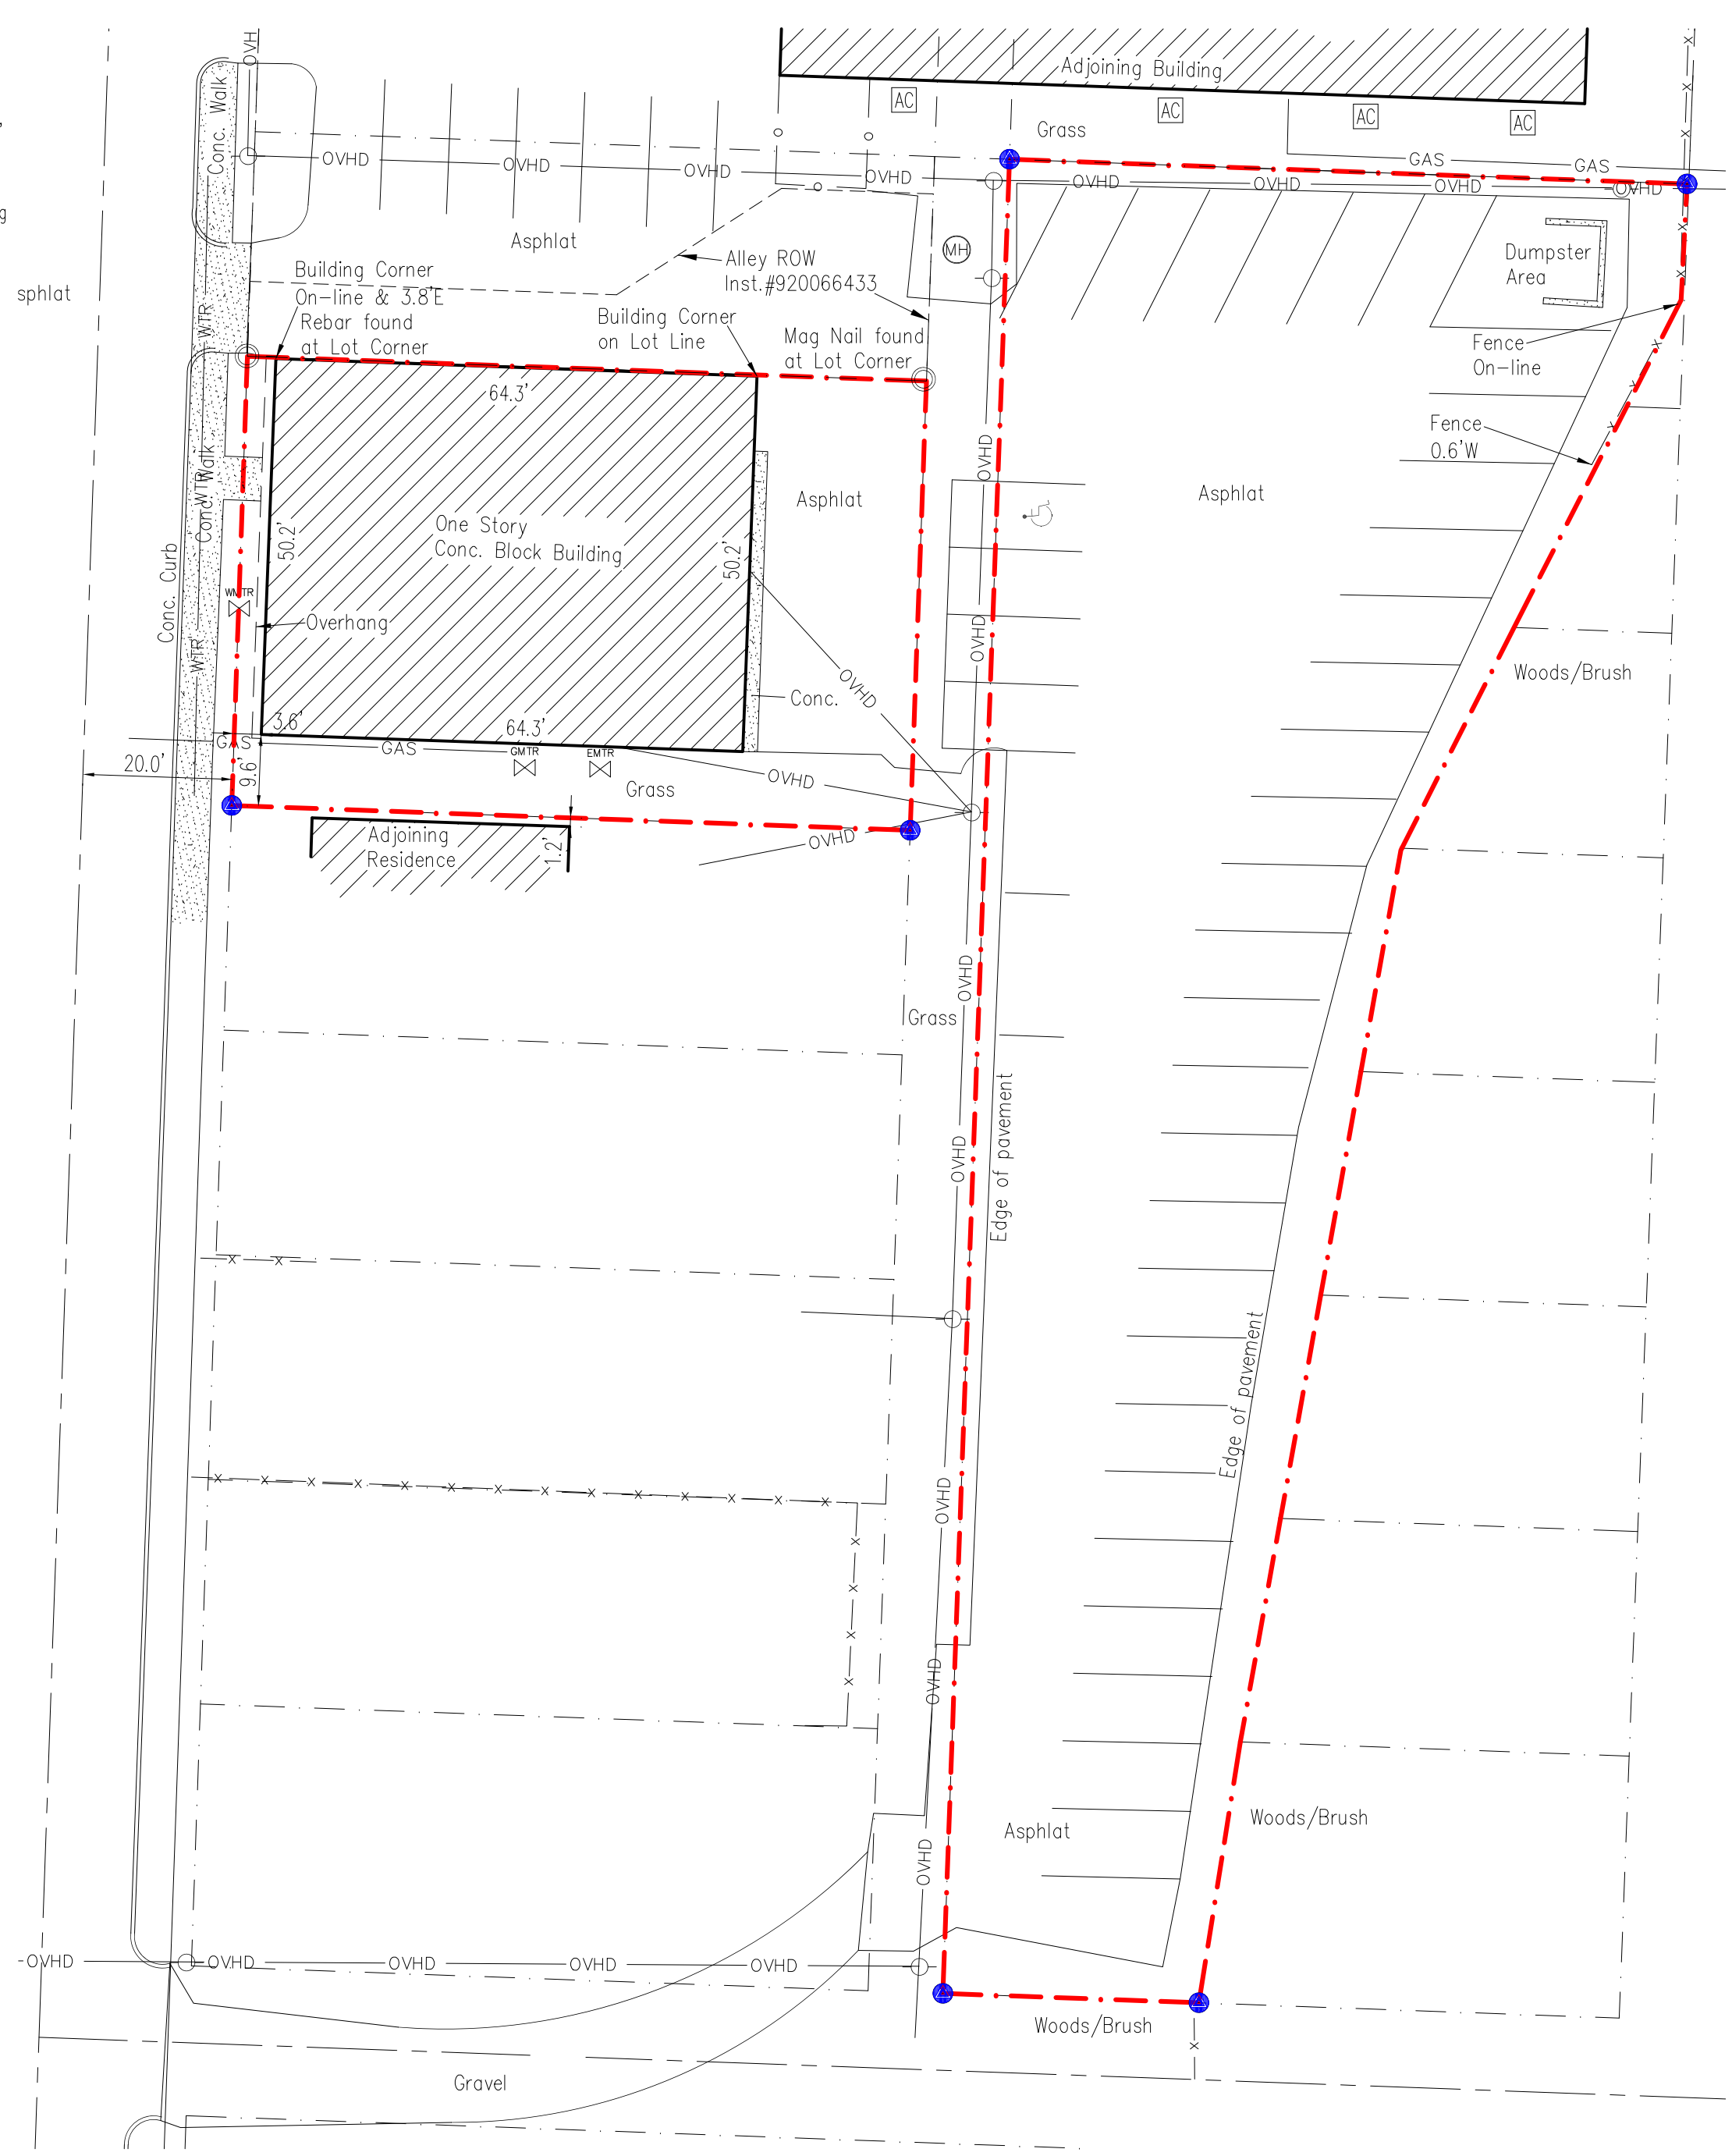 OVH
Adjoining Building
Conc. Walk
AC
AC
AC
AC
Grass
OVHD
OVHD
OVHD
OVHD
OVHD
OVHD
OVHD
OVHD
GAS
GAS
Asphlat
MH
Alley ROW
Inst.#920066433
Dumpster
Area
sphlat
Building Corner
On-line & 3.8'E
Rebar found
at Lot Corner
Building Corner
on Lot Line
Mag Nail found
at Lot Corner
Fence
On-line
Fence
0.6'W
WTR
64.3'
OVHD
Conc. Walk
WTR
Asphlat
Asphlat
One Story
Conc. Block Building
50.2'
50.2'
Conc. Curb
WMTR
Overhang
OVHD
WTR
OVHD
Conc.
Woods/Brush
3.6'
64.3'
GAS
GAS
GMTR
EMTR
20.0'
9.6'
Grass
OVHD
Adjoining
Residence
1.2'
OVHD
OVHD
Grass
Edge of pavement
OVHD
Edge of pavement
OVHD
OVHD
Asphlat
Woods/Brush
OVHD
-OVHD
OVHD
OVHD
OVHD
OVHD
Woods/Brush
Gravel